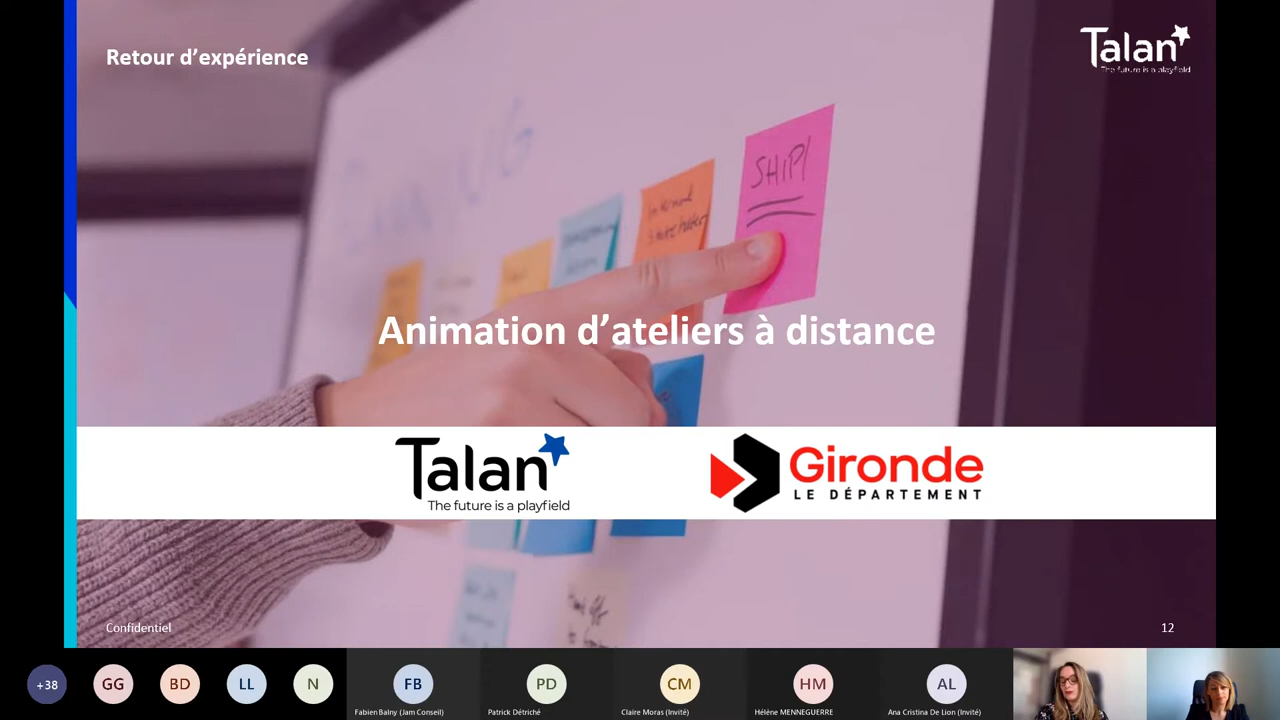 Retour d'expérience
Talan
The future is a playfield
SHIP!
Animation d'ateliers à distance
Talan
The future is a playfield
Gironde
LE DÉPARTEMENT
Confidentiel
12
+38
GG
BD
LL
N
FB
PD
CM
HM
AL
Fabien Balny (Jam Conseil)
Patrick Détriché
Claire Moras (Invité)
Hélène MENNEGUERRE
Ana Cristina De Lion (Invité)